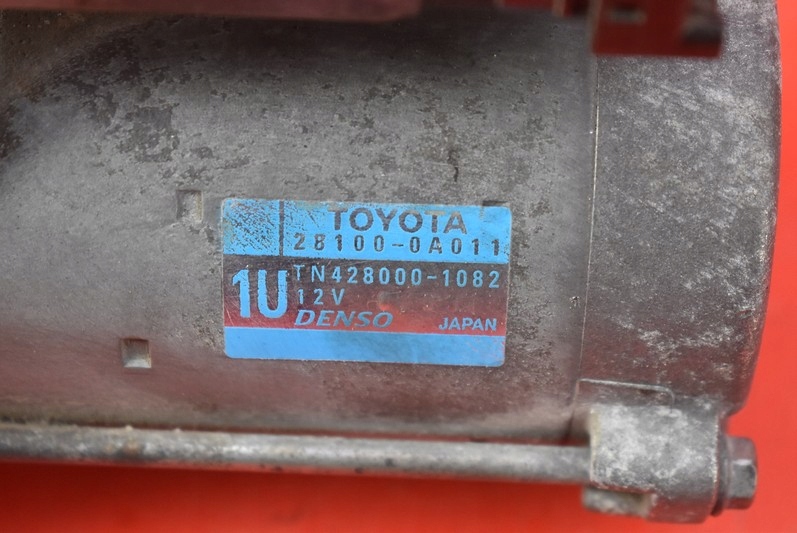 TOYOTA
28100-0A011
1U TN428000-1082
12V
DENSO JAPAN